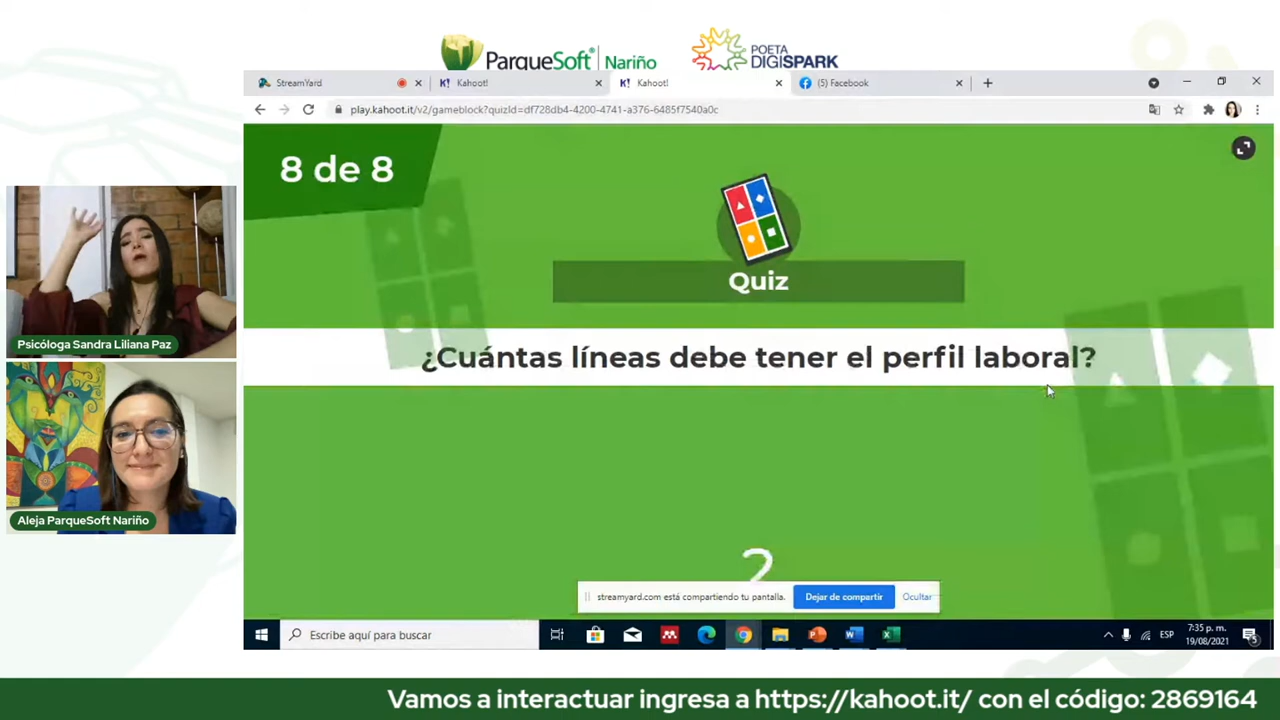 ParqueSoft Nariño
POETA
DIGISPARK
StreamYard
Kahoot!
Kahoot!
(5) Facebook
play.kahoot.it/v2/gameblock?quizId=df728db4-4200-4741-a376-6485f7540a0c
8 de 8
Quiz
¿Cuántas líneas debe tener el perfil laboral?
2
Psicóloga Sandra Liliana Paz
Aleja ParqueSoft Nariño
streamyard.com está compartiendo tu pantalla.
Dejar de compartir
Ocultar
Escribe aquí para buscar
ESP
7:35 p. m.
19/08/2021
5
Vamos a interactuar ingresa a https://kahoot.it/ con el código: 2869164